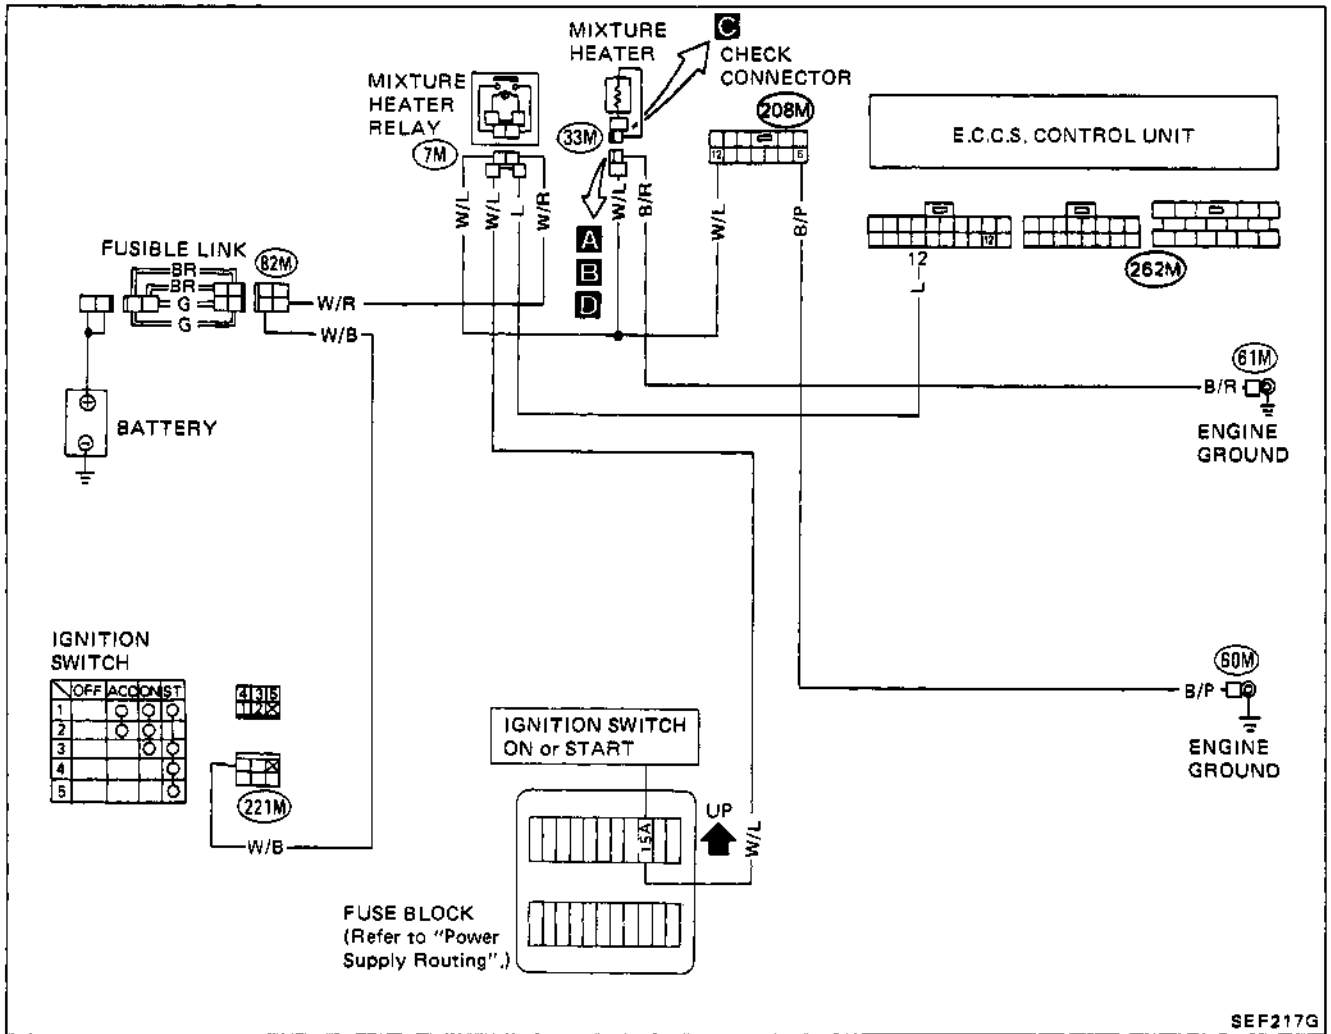 MIXTURE
HEATER
C
CHECK
CONNECTOR
MIXTURE
HEATER
RELAY
208M
33M
7M
E.C.C.S. CONTROL UNIT
12
5
W/L
W/L
L
W/R
W/L
B/R
W/L
B/P
12
12
L
262M
A
B
D
FUSIBLE LINK
82M
BR
BR
G
G
W/R
W/B
BATTERY
61M
B/R
ENGINE
GROUND
60M
B/P
ENGINE
GROUND
IGNITION
SWITCH
OFF ACC ON ST
1
2
3
4
5
4 3 5
1 2
221M
W/B
IGNITION SWITCH
ON or START
15A
UP
W/L
FUSE BLOCK
(Refer to "Power
Supply Routing".)
SEF217G